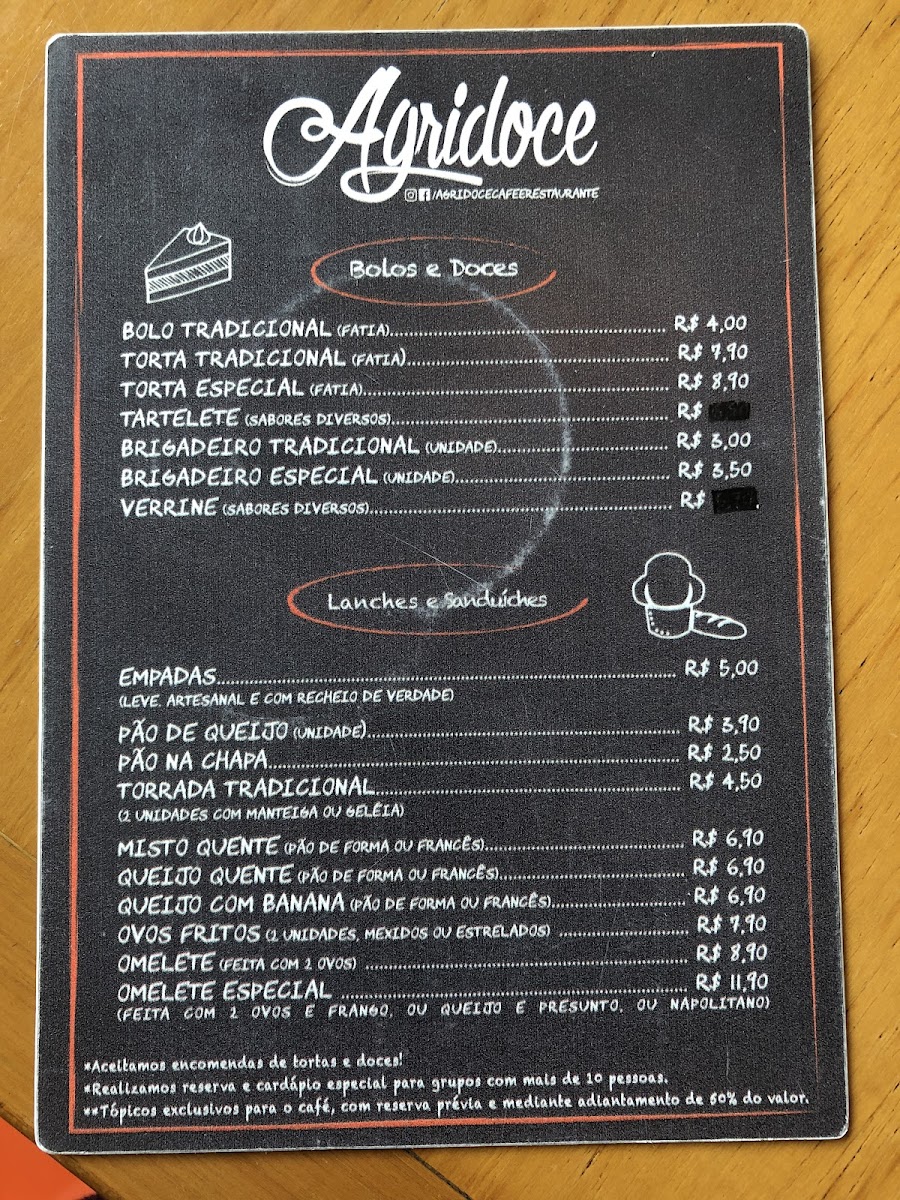 Agridoce
/AGRIDOCECAFEERESTAURANTE
Bolos e Doces
BOLO TRADICIONAL (FATIA)........ R$ 4,00
TORTA TRADICIONAL (FATIA)........ R$ 7,90
TORTA ESPECIAL (FATIA)........ R$ 8,90
TARTELETE (SABORES DIVERSOS)........ R$
BRIGADEIRO TRADICIONAL (UNIDADE)........ R$ 3,00
BRIGADEIRO ESPECIAL (UNIDADE)........ R$ 3,50
VERRINE (SABORES DIVERSOS)........ R$
Lanches e Sanduíches
EMPADAS........ R$ 5,00
(LEVE, ARTESANAL E COM RECHEIO DE VERDADE)
PÃO DE QUEIJO (UNIDADE)........ R$ 3,90
PÃO NA CHAPA........ R$ 2,50
TORRADA TRADICIONAL........ R$ 4,50
(2 UNIDADES COM MANTEIGA OU GELÉIA)
MISTO QUENTE (PÃO DE FORMA OU FRANCÊS)........ R$ 6,90
QUEIJO QUENTE (PÃO DE FORMA OU FRANCÊS)........ R$ 6,90
QUEIJO COM BANANA (PÃO DE FORMA OU FRANCÊS)........ R$ 6,90
OVOS FRITOS (2 UNIDADES, MEXIDOS OU ESTRELADOS) ........ R$ 7,90
OMELETE (FEITA COM 2 OVOS) ........ R$ 8,90
OMELETE ESPECIAL ........ R$ 11,90
(FEITA COM 2 OVOS E FRANGO, OU QUEIJO E PRESUNTO, OU NAPOLITANO)
*Aceitamos encomendas de tortas e doces!
*Realizamos reserva e cardápio especial para grupos com mais de 10 pessoas.
**Tópicos exclusivos para o café, com reserva prévia e mediante adiantamento de 50% do valor.